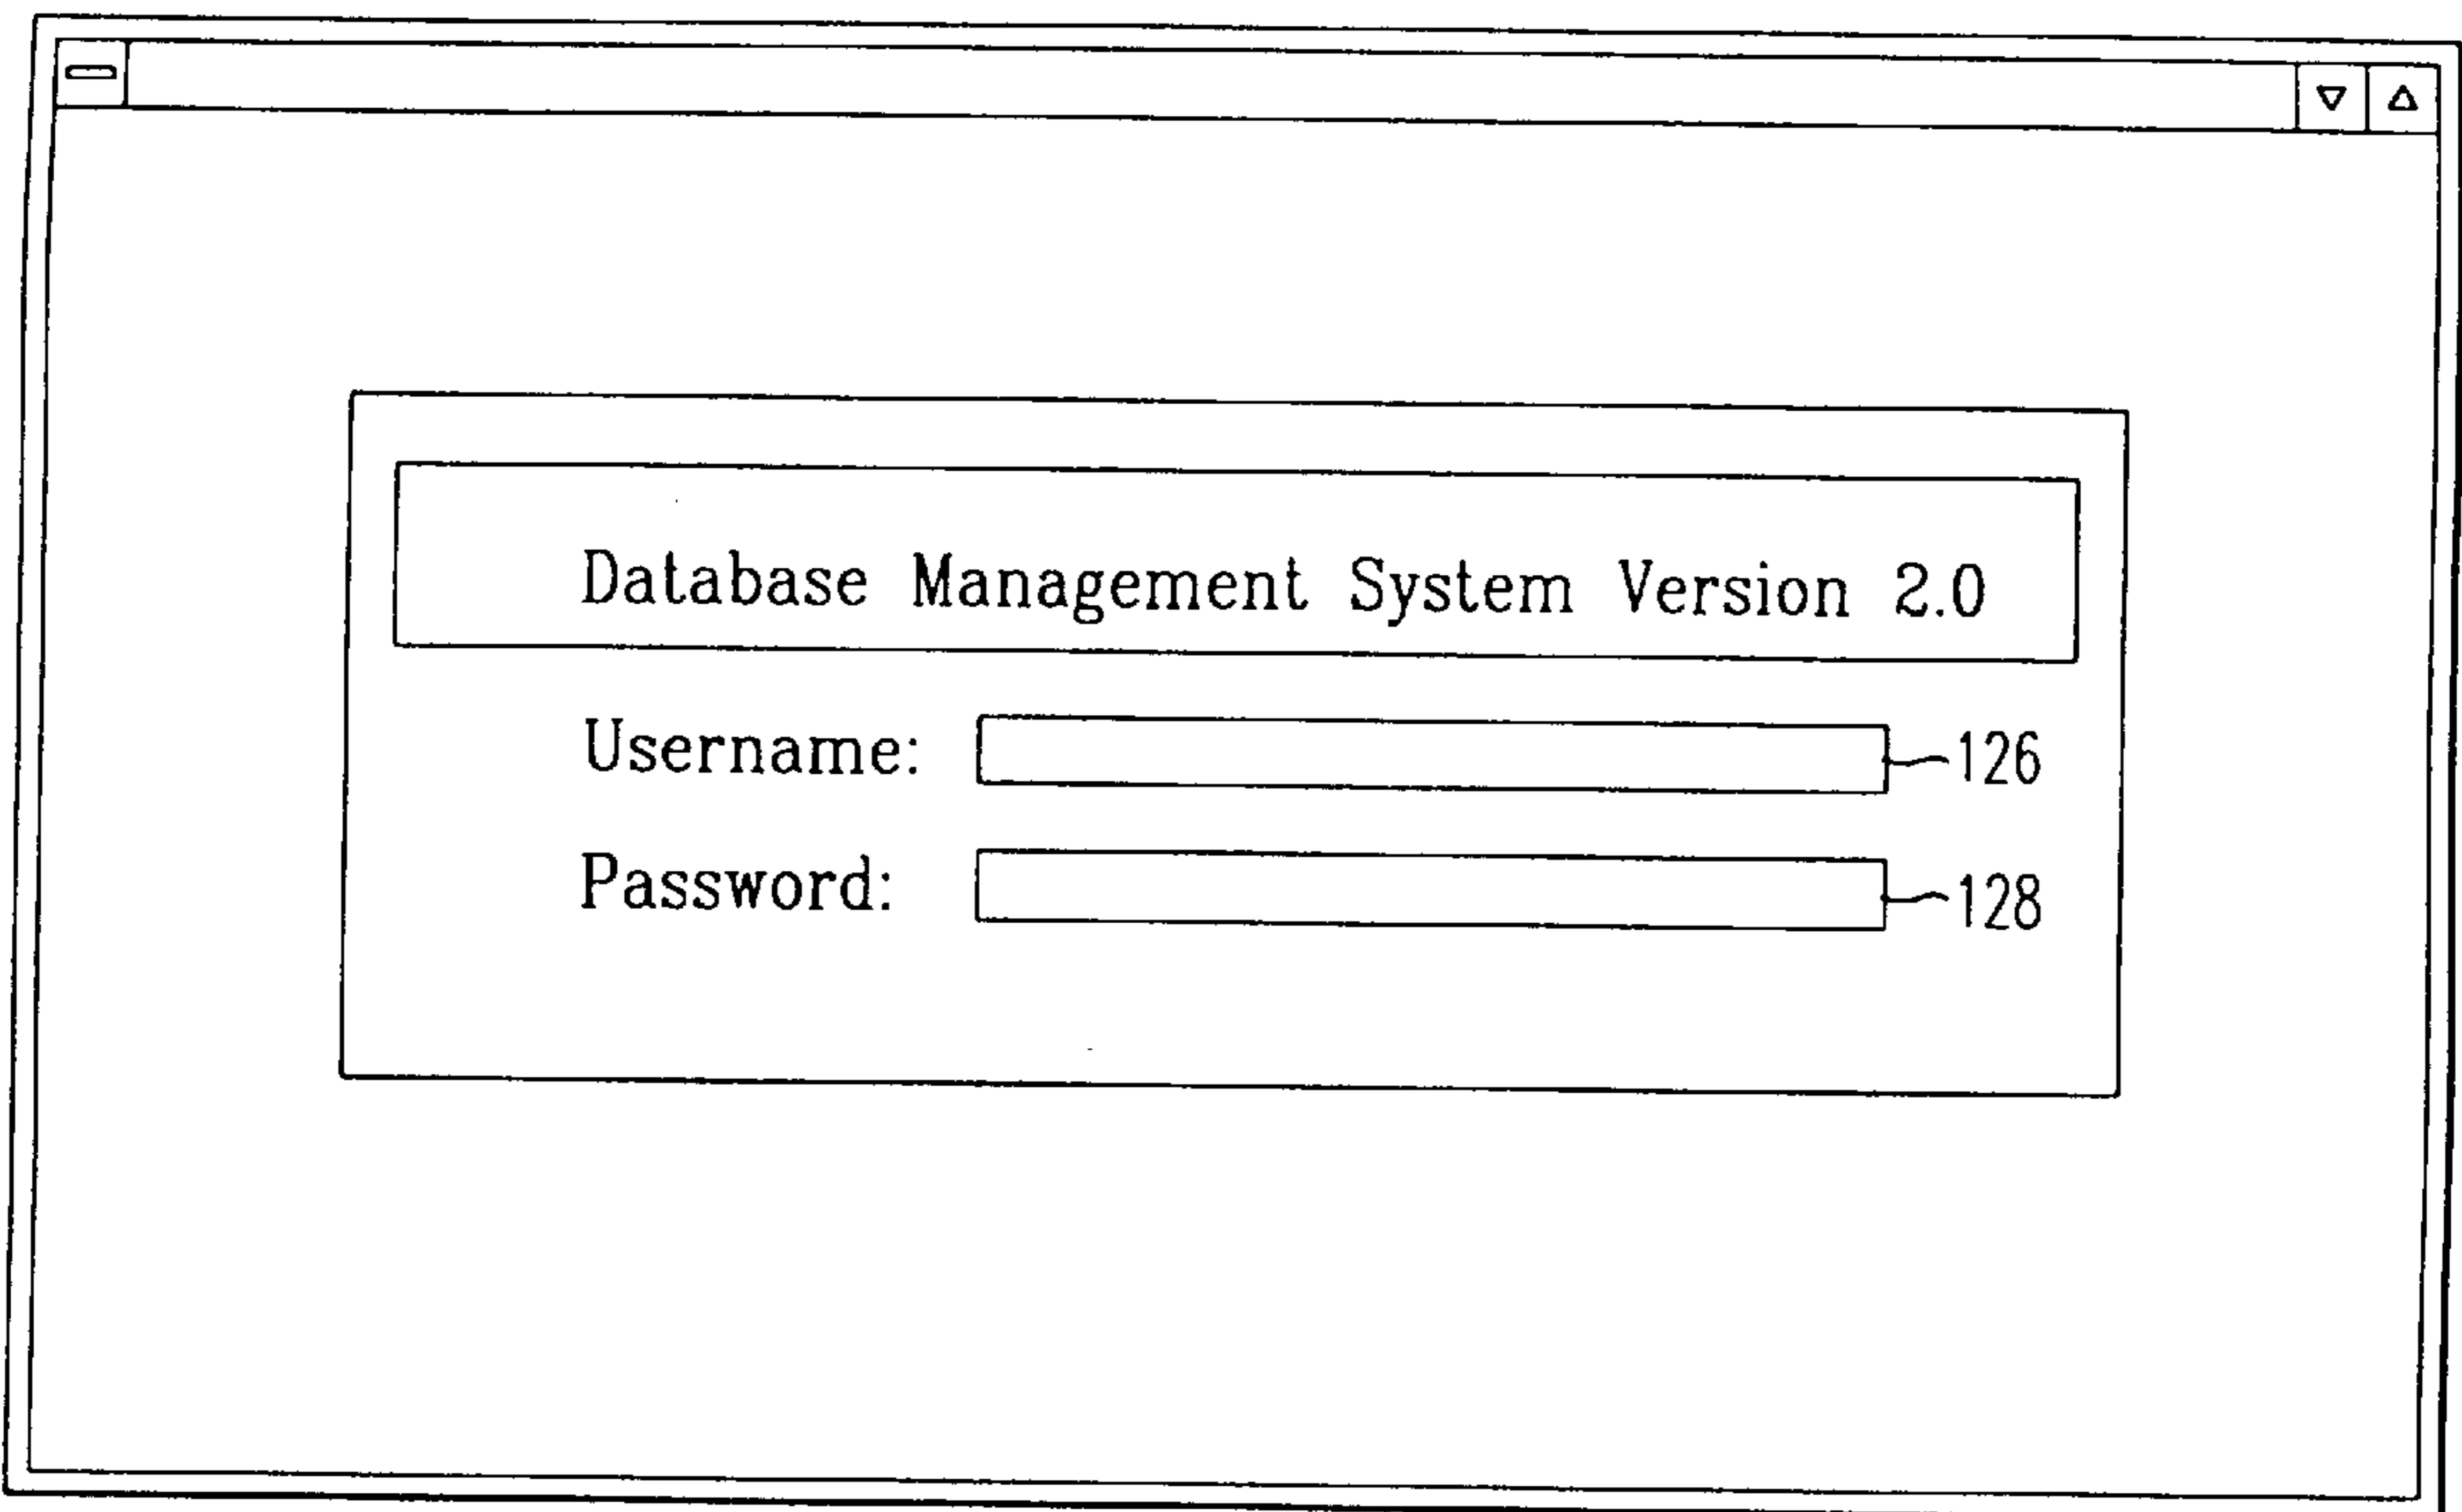 Database Management System Version 2.0
Username: 126
Password: 128